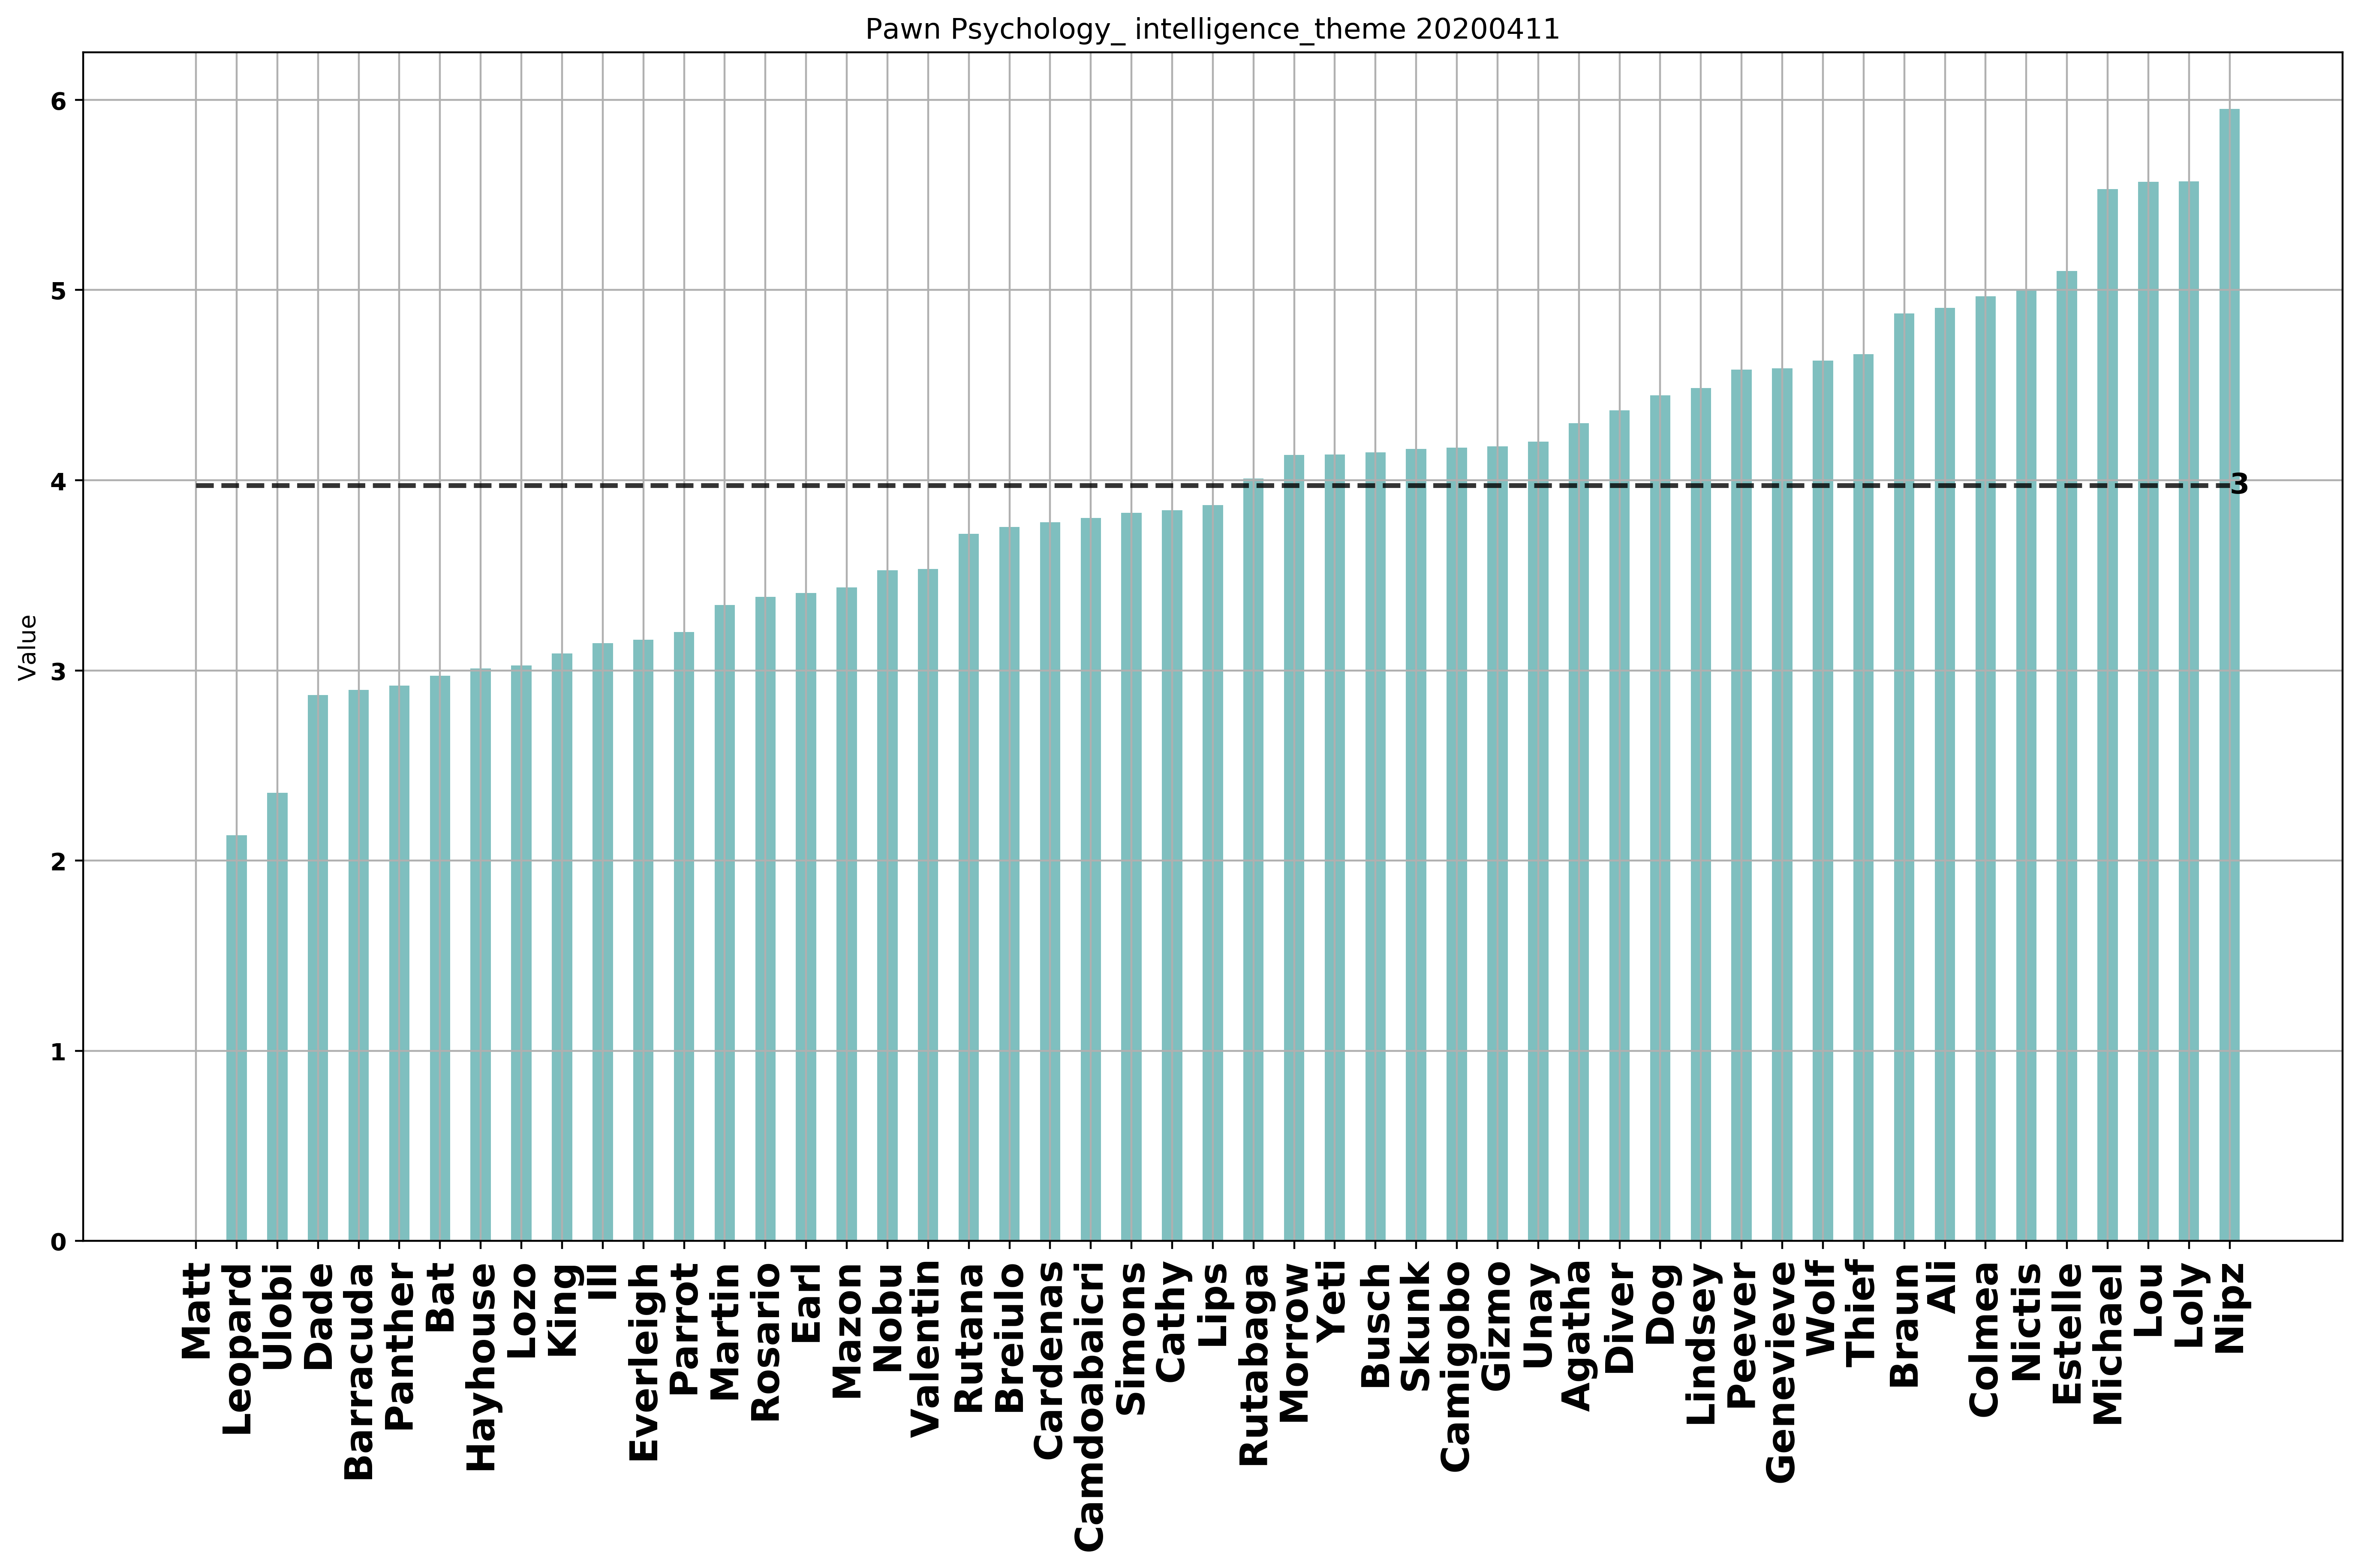 Pawn Psychology_ intelligence_theme 20200411
Value
6
5
4
3
2
1
0
3
Matt
Leopard
Ulobi
Dade
Barracuda
Panther
Bat
Hayhouse
Lozo
King
Ill
Everleigh
Parrot
Martin
Rosario
Earl
Mazon
Nobu
Valentin
Rutana
Breiulo
Cardenas
Camdoabaicri
Simons
Cathy
Lips
Rutabaga
Morrow
Yeti
Busch
Skunk
Camigobo
Gizmo
Unay
Agatha
Diver
Dog
Lindsey
Peever
Genevieve
Wolf
Thief
Braun
Ali
Colmea
Nictis
Estelle
Michael
Lou
Loly
Nipz